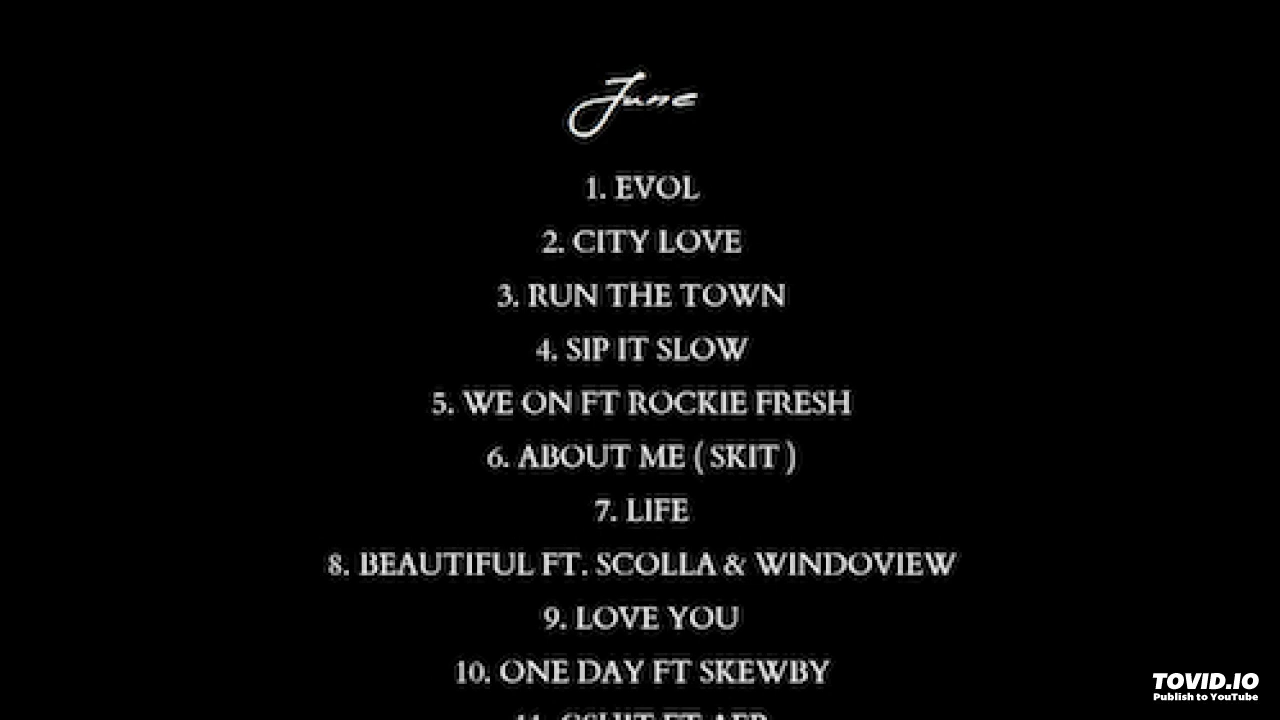 June
1. EVOL
2. CITY LOVE
3. RUN THE TOWN
4. SIP IT SLOW
5. WE ON FT ROCKIE FRESH
6. ABOUT ME ( SKIT )
7. LIFE
8. BEAUTIFUL FT. SCOLLA & WINDOVIEW
9. LOVE YOU
10. ONE DAY FT SKEWBY
TOVID.IO
Publish to YouTube